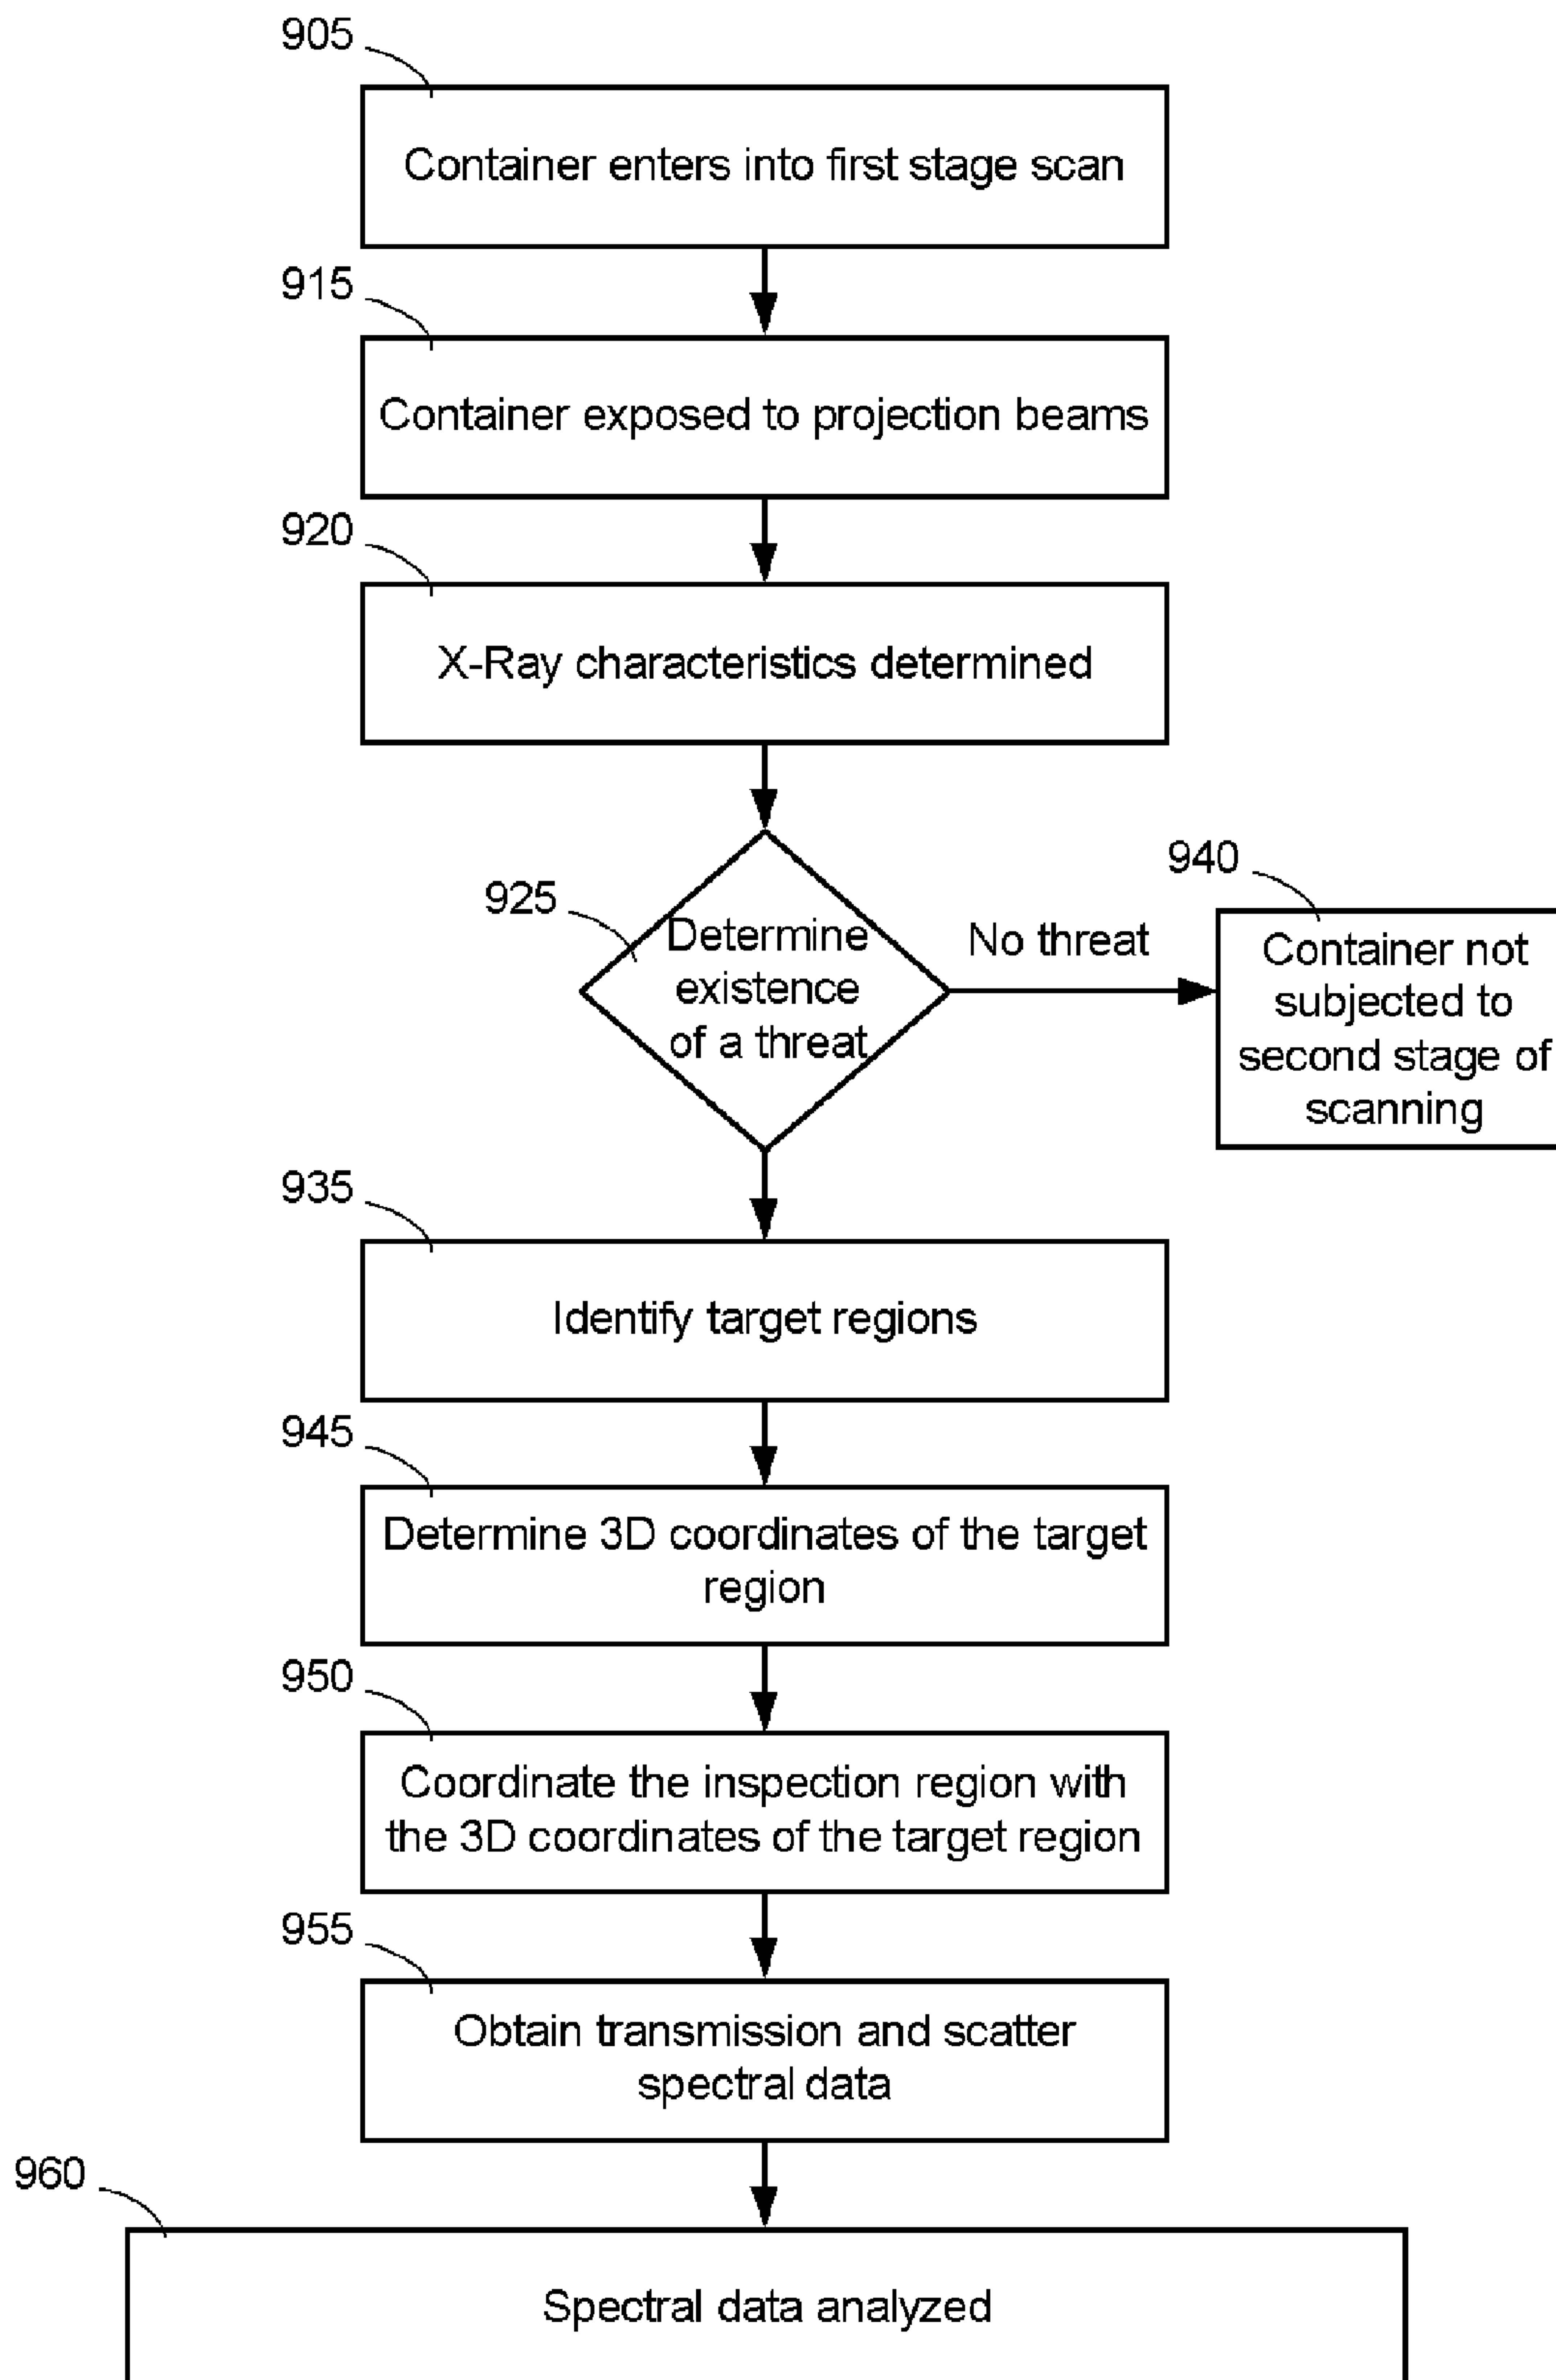 905
Container enters into first stage scan
915
Container exposed to projection beams
920
X-Ray characteristics determined
925
Determine
existence
of a threat
No threat
940
Container not
subjected to
second stage of
scanning
935
Identify target regions
945
Determine 3D coordinates of the target
region
950
Coordinate the inspection region with
the 3D coordinates of the target region
955
Obtain transmission and scatter
spectral data
960
Spectral data analyzed